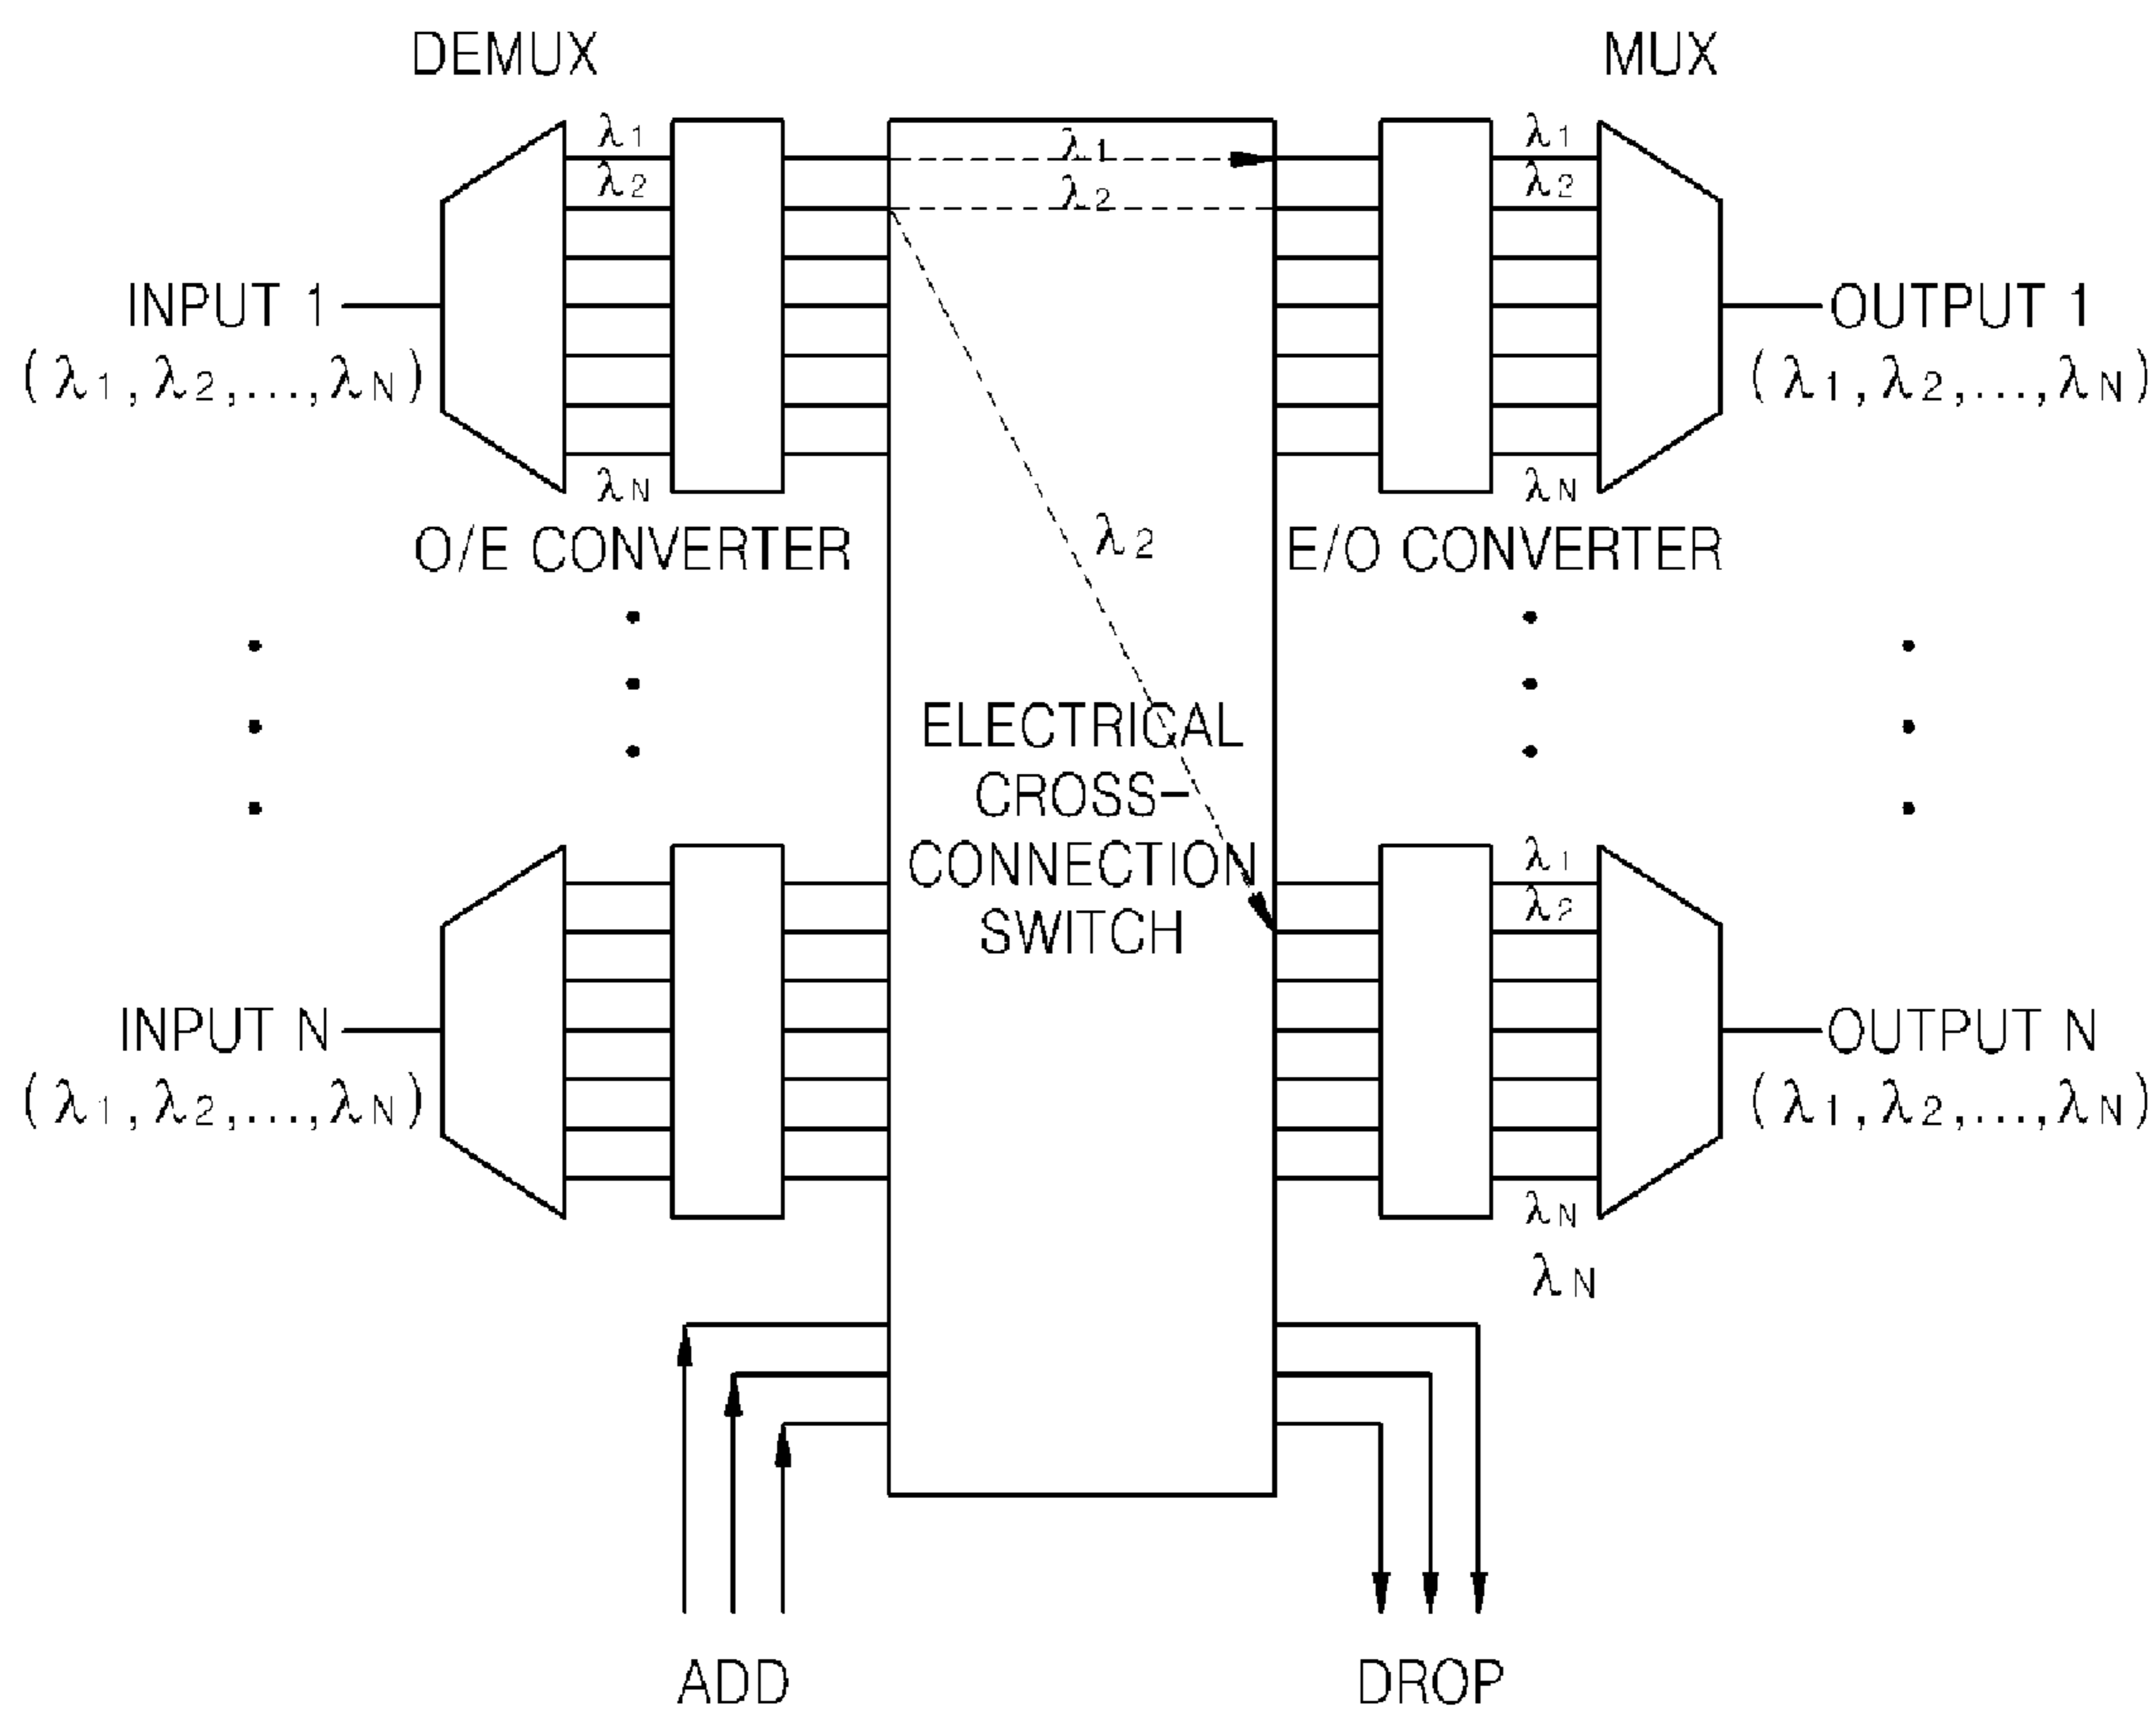 DEMUX
MUX
λ1
λ2
λN
λ1
λ2
λ2
λ1
λ2
λN
INPUT 1
(λ1, λ2,...,λN)
OUTPUT 1
(λ1, λ2,...,λN)
O/E CONVERTER
E/O CONVERTER
ELECTRICAL
CROSS-
CONNECTION
SWITCH
λ1
λ2
λN
λN
INPUT N
(λ1, λ2,...,λN)
OUTPUT N
(λ1, λ2,...,λN)
ADD
DROP